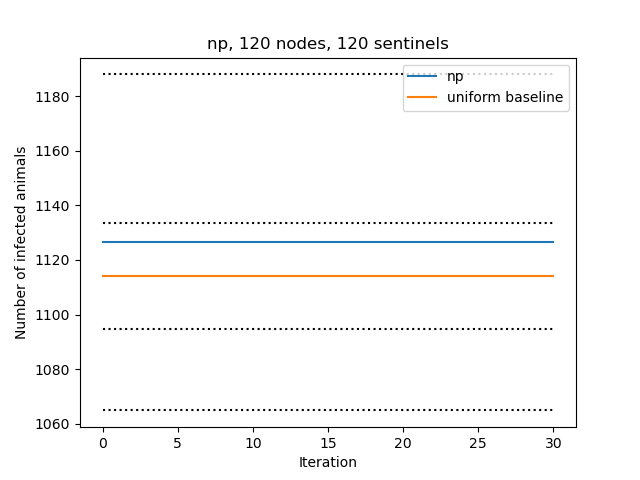 np, 120 nodes, 120 sentinels
np
uniform baseline
Number of infected animals
1180
1160
1140
1120
1100
1080
1060
0 5 10 15 20 25 30
Iteration